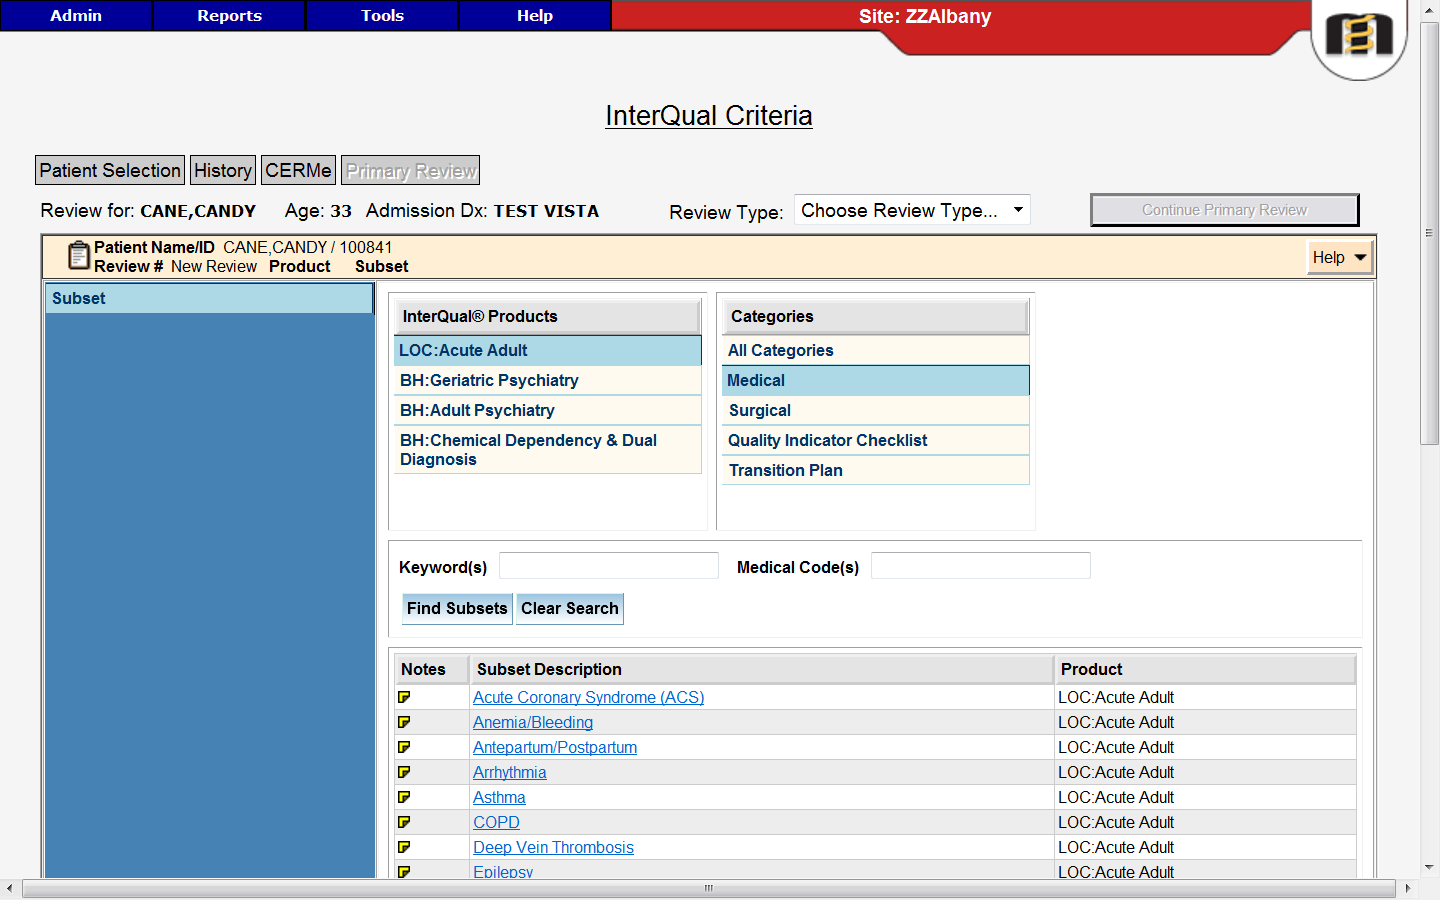 Admin Reports Tools Help Site: ZZAlbany
InterQual Criteria
Patient Selection History CERMe Primary Review
Review for: CANE,CANDY Age: 33 Admission Dx: TEST VISTA Review Type: Choose Review Type... Continue Primary Review
Patient Name/ID CANE,CANDY / 100841
Review # New Review Product Subset
Help
Subset
InterQual® Products
LOC:Acute Adult
BH:Geriatric Psychiatry
BH:Adult Psychiatry
BH:Chemical Dependency & Dual
Diagnosis
Categories
All Categories
Medical
Surgical
Quality Indicator Checklist
Transition Plan
Keyword(s) Medical Code(s)
Find Subsets Clear Search
Notes Subset Description Product
Acute Coronary Syndrome (ACS) LOC:Acute Adult
Anemia/Bleeding LOC:Acute Adult
Antepartum/Postpartum LOC:Acute Adult
Arrhythmia LOC:Acute Adult
Asthma LOC:Acute Adult
COPD LOC:Acute Adult
Deep Vein Thrombosis LOC:Acute Adult
Epilepsy LOC:Acute Adult